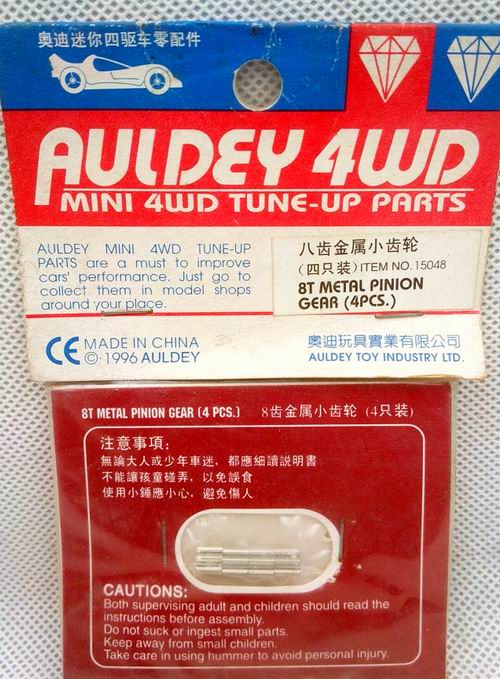 奥迪迷你四驱车零配件
AULDEY 4WD
MINI 4WD TUNE-UP PARTS
AULDEY MINI 4WD TUNE-UP
PARTS are a must to improve
cars' performance. Just go to
collect them in model shops
around your place.
八齿金属小齿轮
(四只装) ITEM NO. 15048
8T METAL PINION
GEAR (4PCS.)
CE MADE IN CHINA
©·1996 AULDEY
奥迪玩具實業有限公司
AULDEY TOY INDUSTRY LTD.
8T METAL PINION GEAR (4 PCS.) 8齿金属小齿轮 (4只装)
注意事項:
無論大人或少年車迷，都應細讀說明書
不能讓孩童碰弄，以免誤食
使用小錘應小心，避免傷人
CAUTIONS:
Both supervising adult and children should read the
instructions before assembly.
Do not suck or ingest small parts.
Keep away from small children.
Take care in using hummer to avoid personal injury.